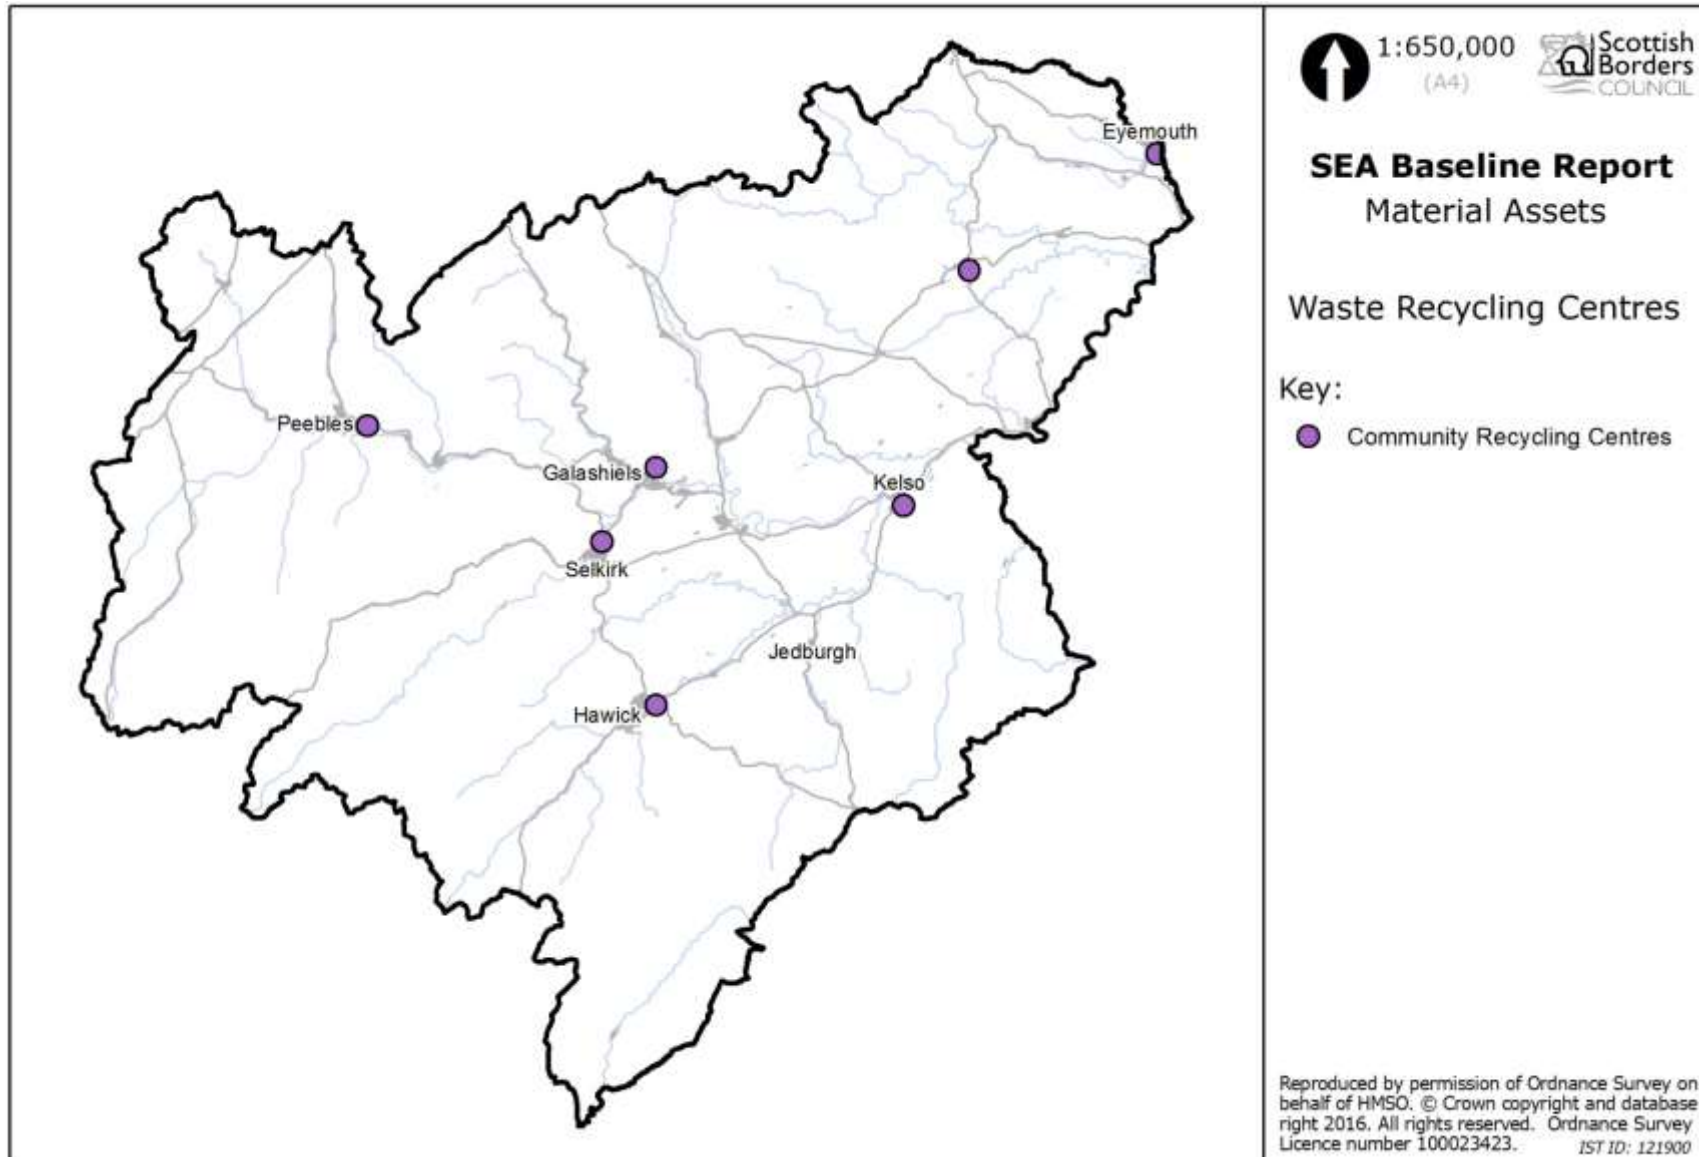 1:650,000
(A4)
Scottish
Borders
COUNCIL
SEA Baseline Report
Material Assets
Waste Recycling Centres
Key:
Community Recycling Centres
Eyemouth
Peebles
Galashiels
Kelso
Selkirk
Jedburgh
Hawick
Reproduced by permission of Ordnance Survey on
behalf of HMSO. © Crown copyright and database
right 2016. All rights reserved. Ordnance Survey
Licence number 100023423. IST ID: 121900